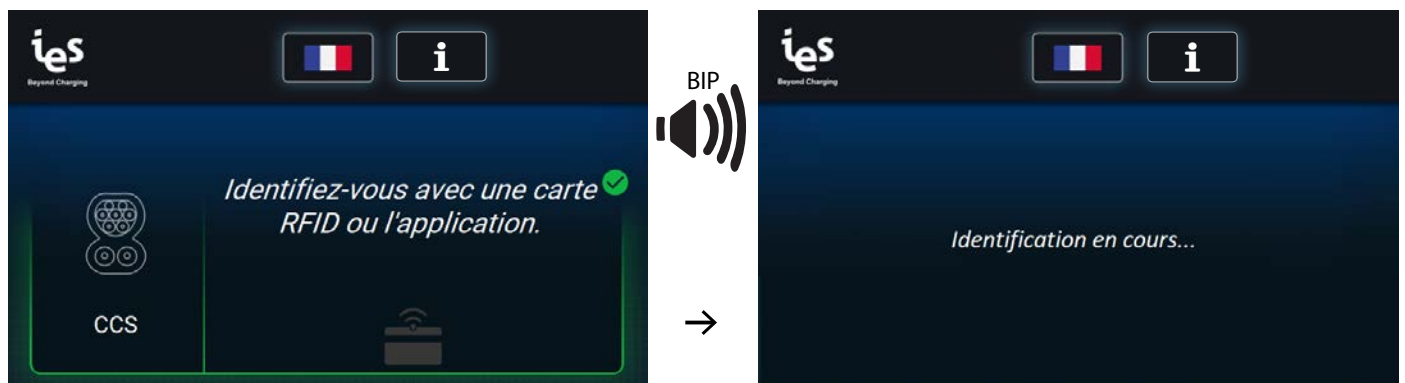 ies
Beyond Charging
i
Identifiez-vous avec une carte
RFID ou l'application.
CCS
BIP
→
ies
Beyond Charging
i
Identification en cours...